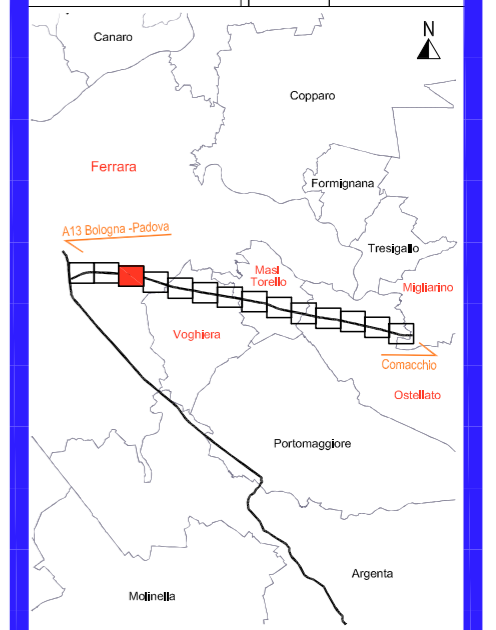 N
Canaro
Copparo
Ferrara
Formignana
A13 Bologna -Padova
Tresigallo
Masi
Torello
Migliarino
Voghiera
Comacchio
Ostellato
Portomaggiore
Argenta
Molinella